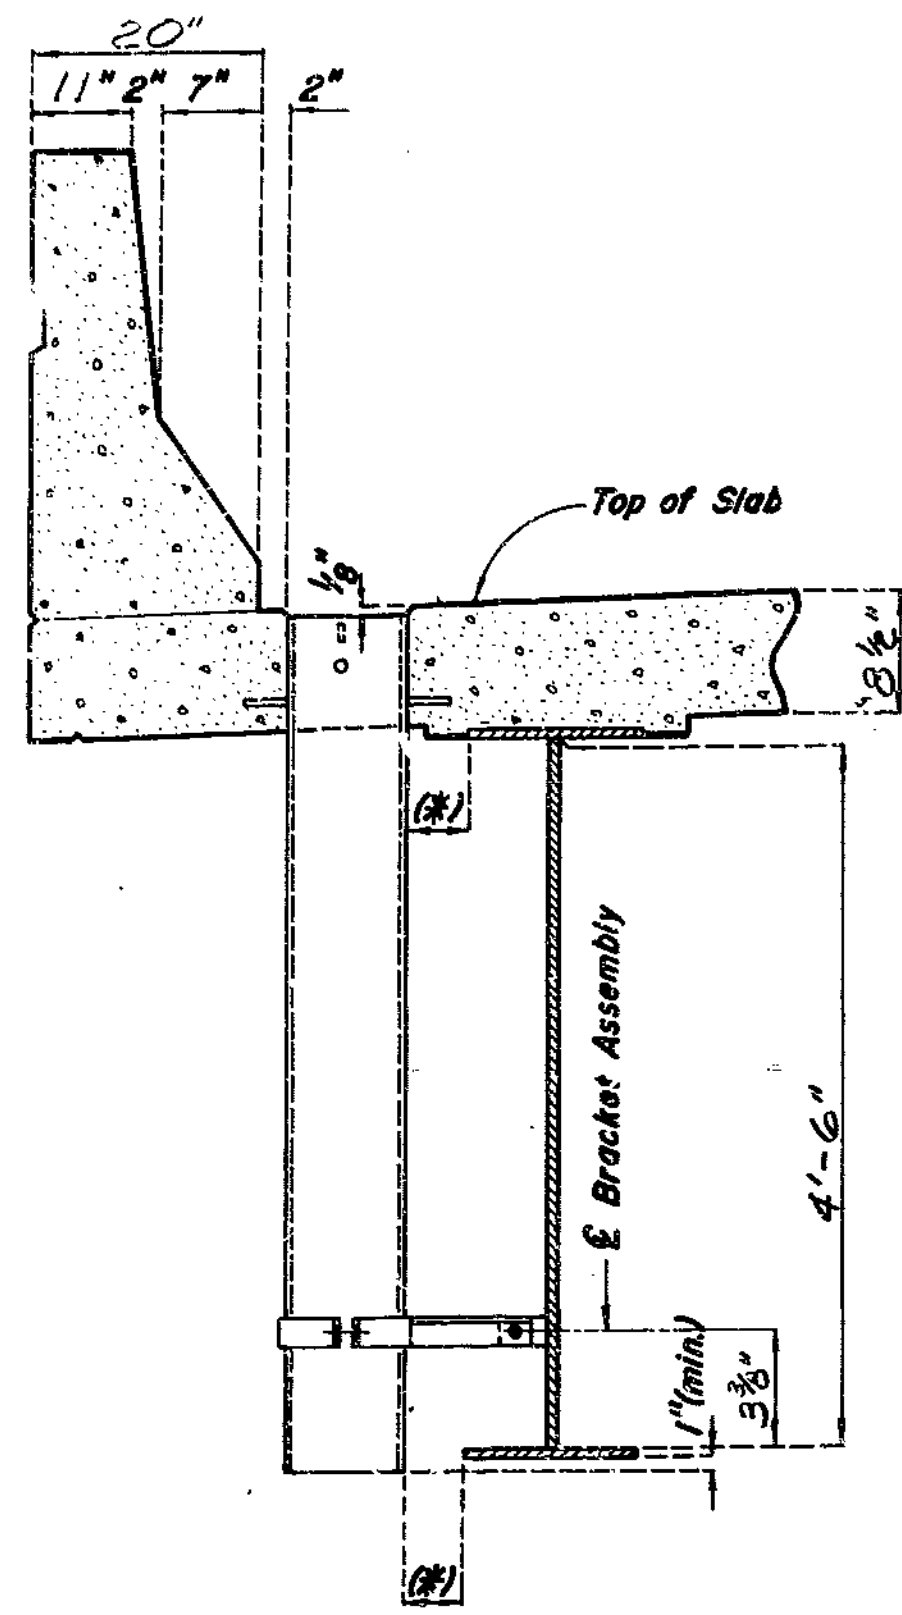 20"
11" 2" 7" 2"
Top of Slab
1/8"
8 1/2"
(*)
℄ Bracket Assembly
4'-6"
1"(min.)
3 3/8"
(*)